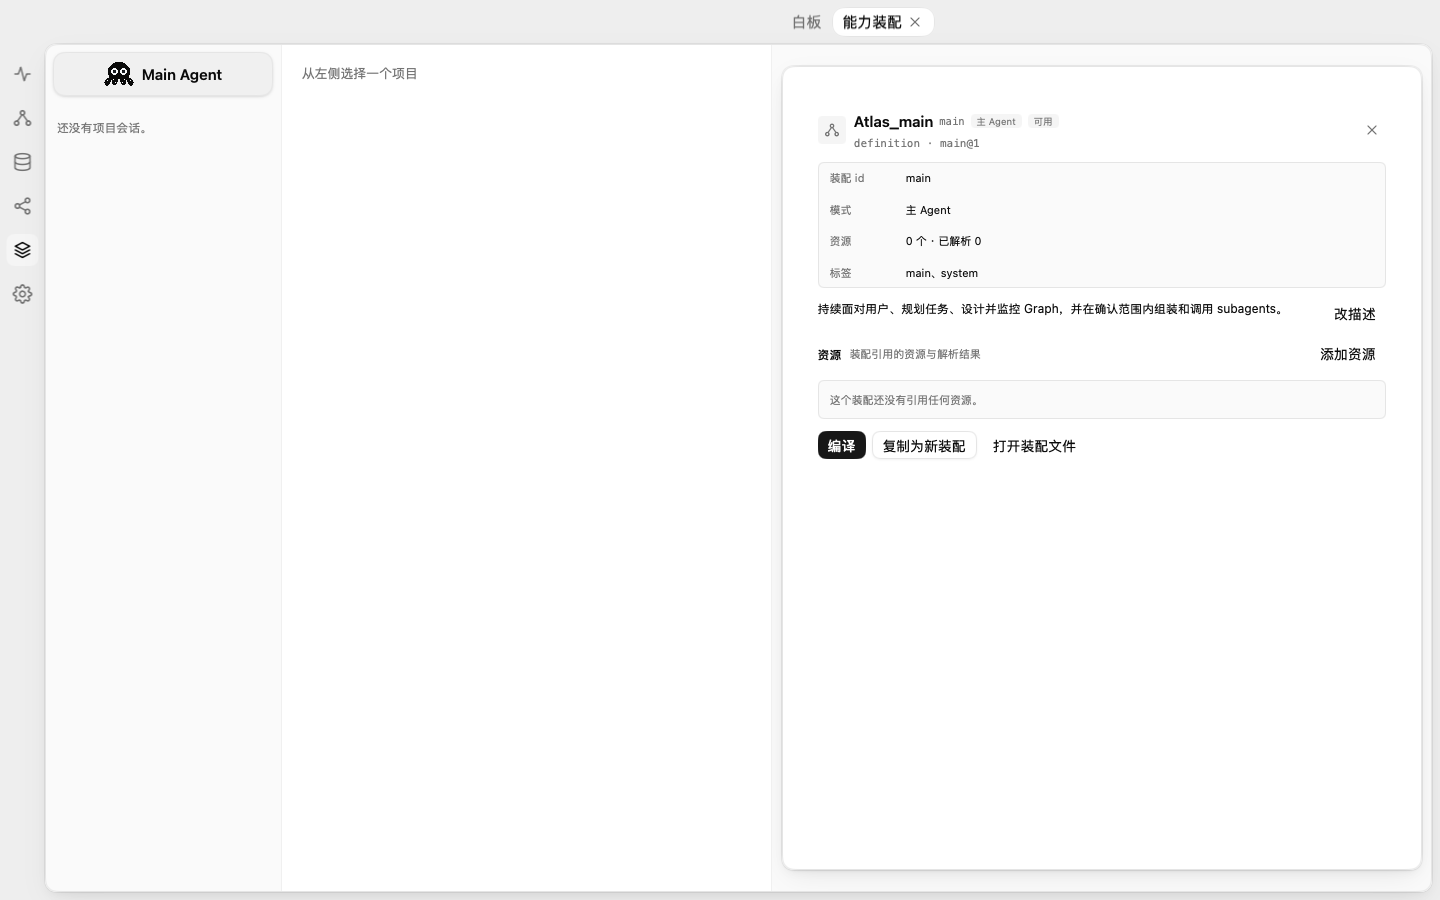 白板 能力装配
Main Agent
还没有项目会话。
从左侧选择一个项目
Atlas_main main 主 Agent 可用
definition · main@1
装配 id main
模式 主 Agent
资源 0 个 · 已解析 0
标签 main、system
持续面对用户、规划任务、设计并监控 Graph，并在确认范围内组装和调用 subagents。 改描述
资源 装配引用的资源与解析结果 添加资源
这个装配还没有引用任何资源。
编译 复制为新装配 打开装配文件